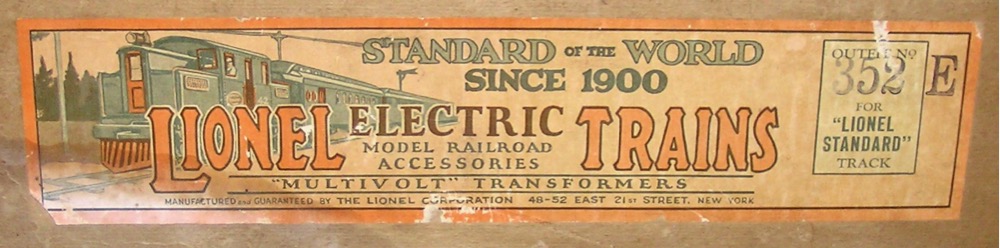 STANDARD OF THE WORLD
SINCE 1900
LIONEL ELECTRIC TRAINS
MODEL RAILROAD
ACCESSORIES
"MULTIVOLT" TRANSFORMERS
MANUFACTURED and GUARANTEED BY THE LIONEL CORPORATION 48-52 EAST 21ST STREET, NEW YORK
OUTFIT No
352 E
FOR
"LIONEL
STANDARD"
TRACK